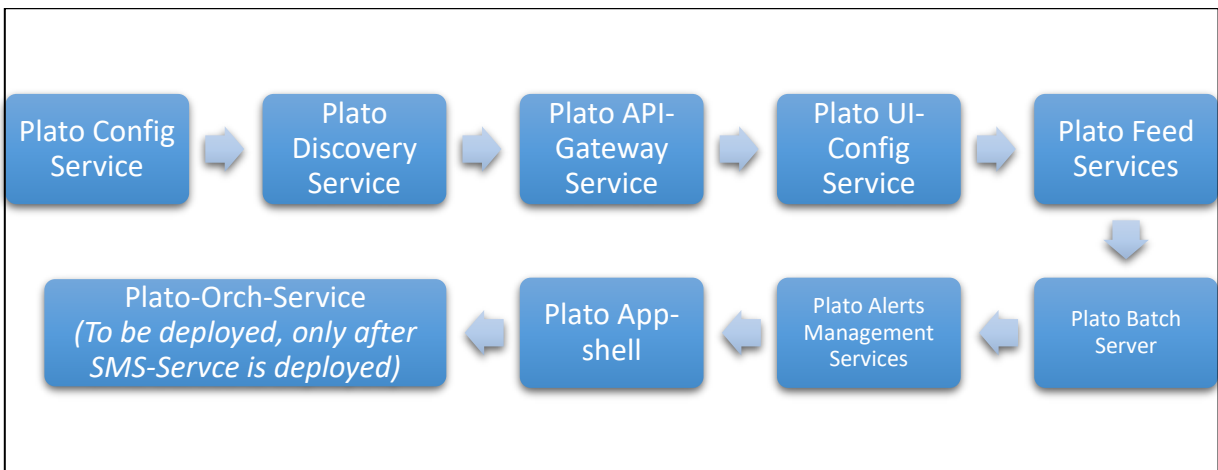 Plato Config
Service
Plato
Discovery
Service
Plato API-
Gateway
Service
Plato UI-
Config
Service
Plato Feed
Services
Plato Batch
Server
Plato Alerts
Management
Services
Plato App-
shell
Plato-Orch-Service
(To be deployed, only after
SMS-Servce is deployed)